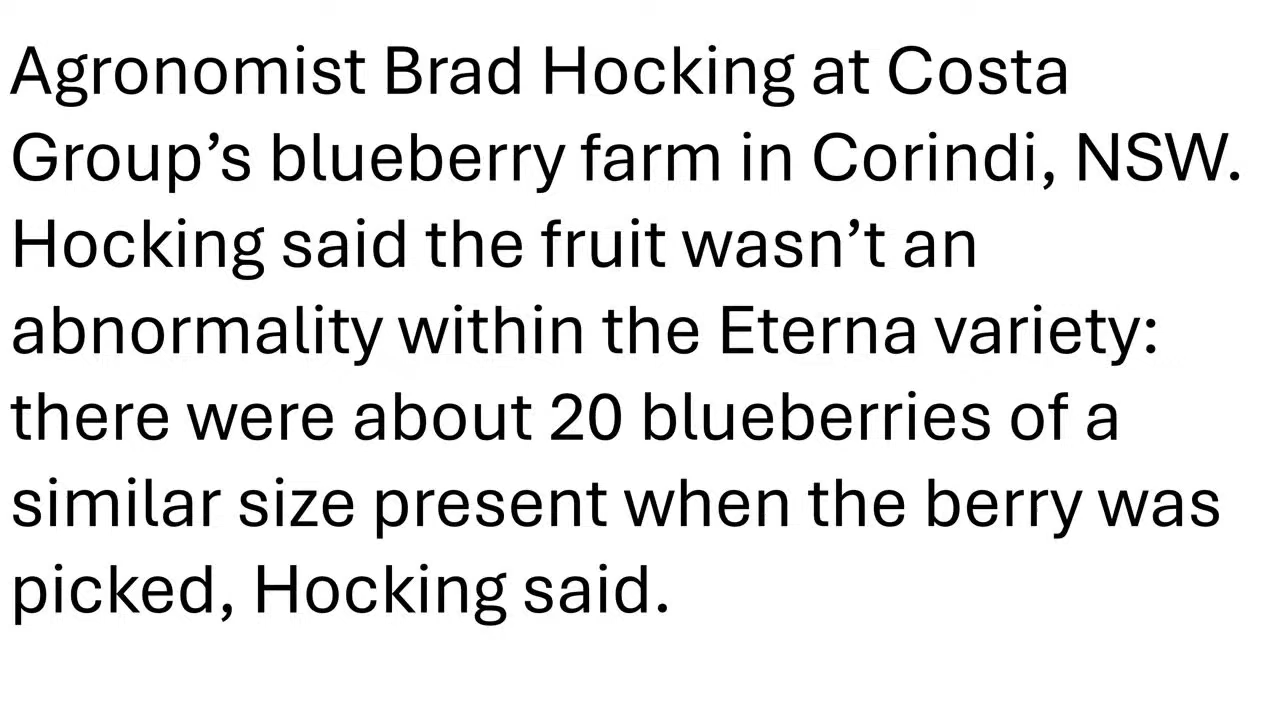 Agronomist Brad Hocking at Costa
Group’s blueberry farm in Corindi, NSW.
Hocking said the fruit wasn’t an
abnormality within the Eterna variety:
there were about 20 blueberries of a
similar size present when the berry was
picked, Hocking said.